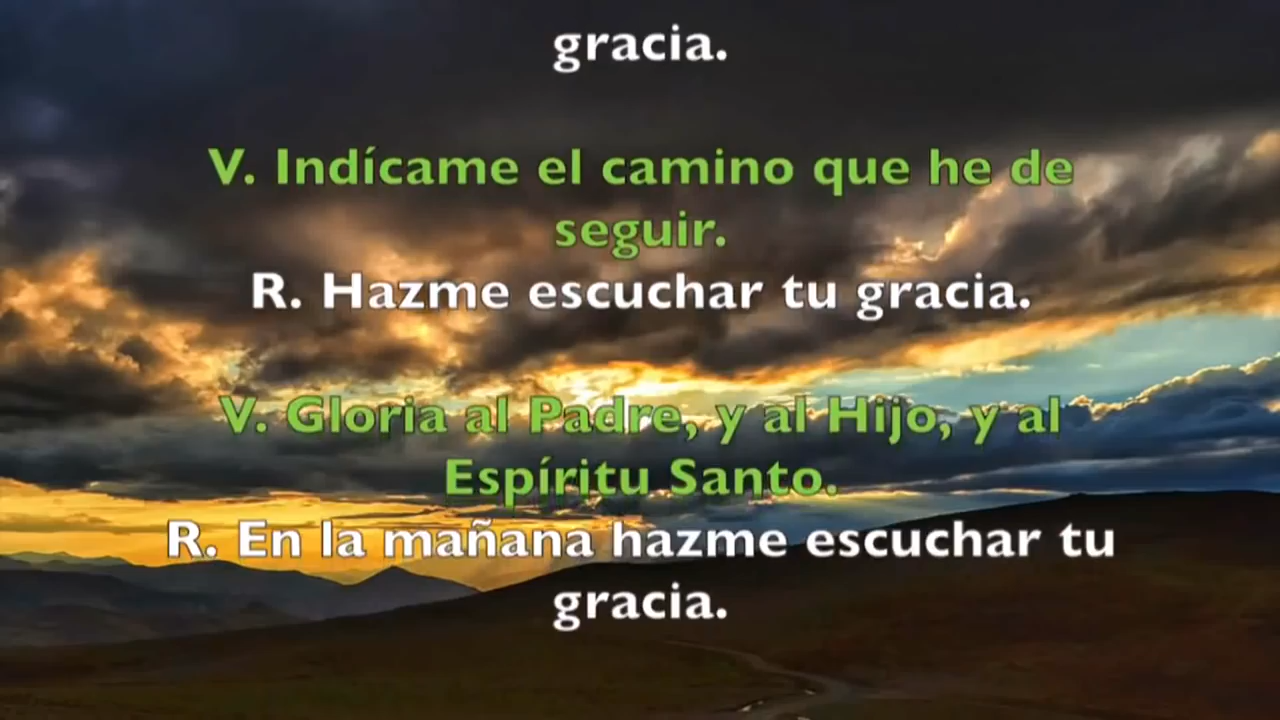 gracia.
V. Indícame el camino que he de
seguir.
R. Hazme escuchar tu gracia.
V. Gloria al Padre, y al Hijo, y al
Espíritu Santo.
R. En la mañana hazme escuchar tu
gracia.